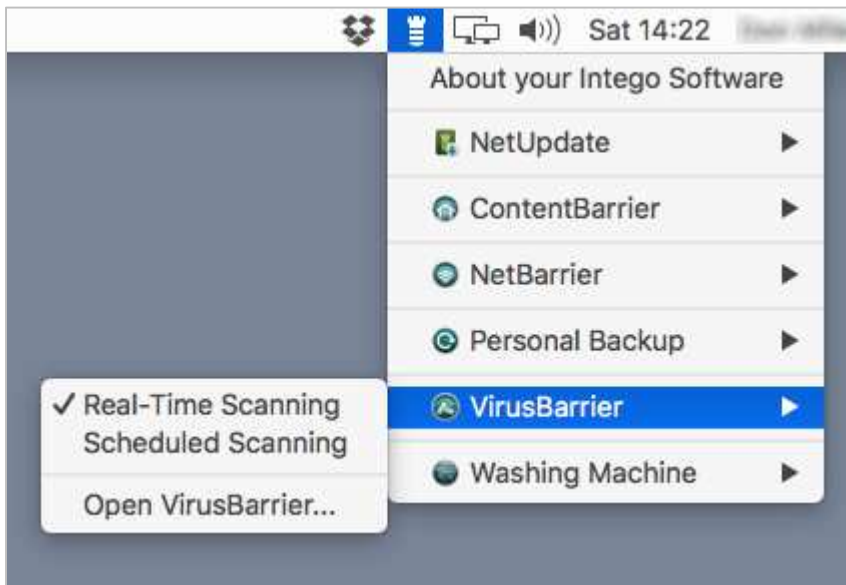 Sat 14:22
About your Intego Software
NetUpdate
ContentBarrier
NetBarrier
Personal Backup
VirusBarrier
Washing Machine
Real-Time Scanning
Scheduled Scanning
Open VirusBarrier...